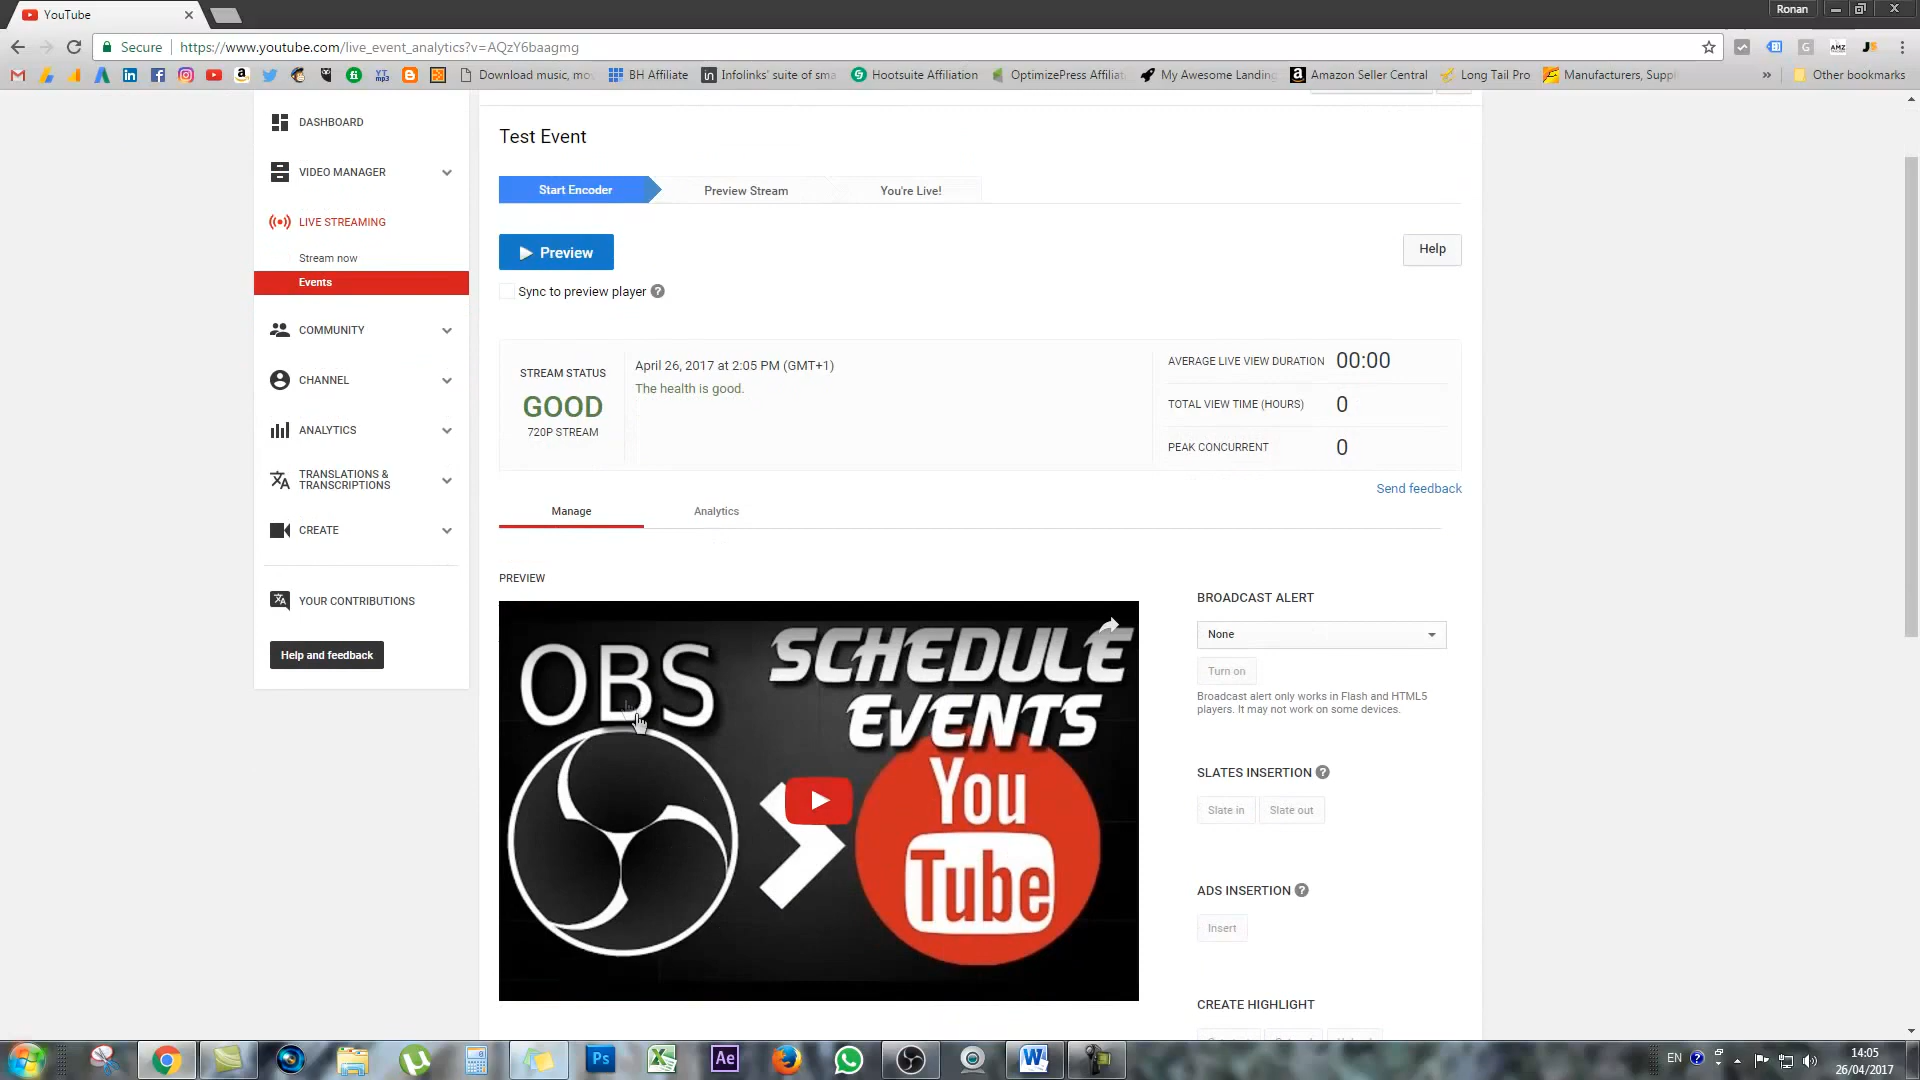 YouTube
Ronan
Secure
https://www.youtube.com/live_event_analytics?v=AQzY6baagmg
G
AMZ
JS
YT mp3
Download music, mo
BH Affiliate
Infolinks' suite of sma
Hootsuite Affiliation
OptimizePress Affiliat
My Awesome Landing
Amazon Seller Central
Long Tail Pro
Manufacturers, Suppl
»
Other bookmarks
DASHBOARD
VIDEO MANAGER
LIVE STREAMING
Stream now
Events
COMMUNITY
CHANNEL
ANALYTICS
TRANSLATIONS &
TRANSCRIPTIONS
CREATE
YOUR CONTRIBUTIONS
Help and feedback
Test Event
Start Encoder
Preview Stream
You're Live!
Preview
Help
Sync to preview player ?
STREAM STATUS
GOOD
720P STREAM
April 26, 2017 at 2:05 PM (GMT+1)
The health is good.
AVERAGE LIVE VIEW DURATION 00:00
TOTAL VIEW TIME (HOURS) 0
PEAK CONCURRENT 0
Send feedback
Manage
Analytics
PREVIEW
OBS
SCHEDULE
EVENTS
You
Tube
BROADCAST ALERT
None
Turn on
Broadcast alert only works in Flash and HTML5
players. It may not work on some devices.
SLATES INSERTION ?
Slate in
Slate out
ADS INSERTION ?
Insert
CREATE HIGHLIGHT
Ps
Ae
W
EN
?
14:05
26/04/2017